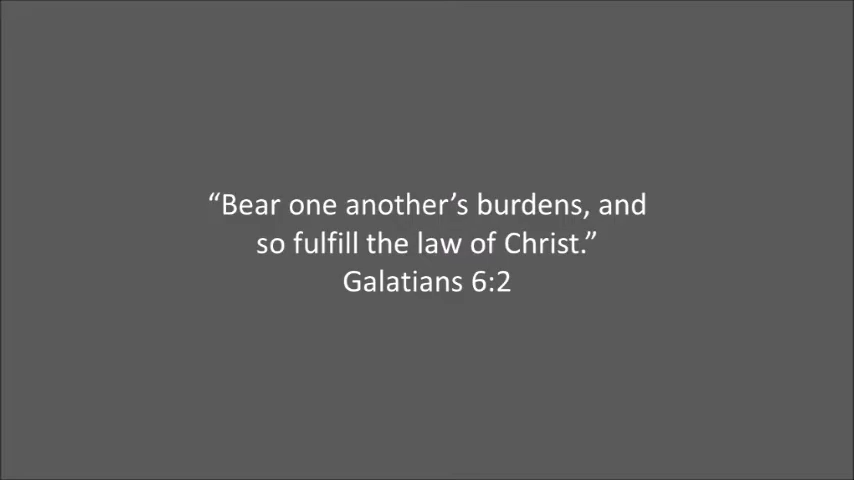 “Bear one another’s burdens, and
so fulfill the law of Christ.”
Galatians 6:2